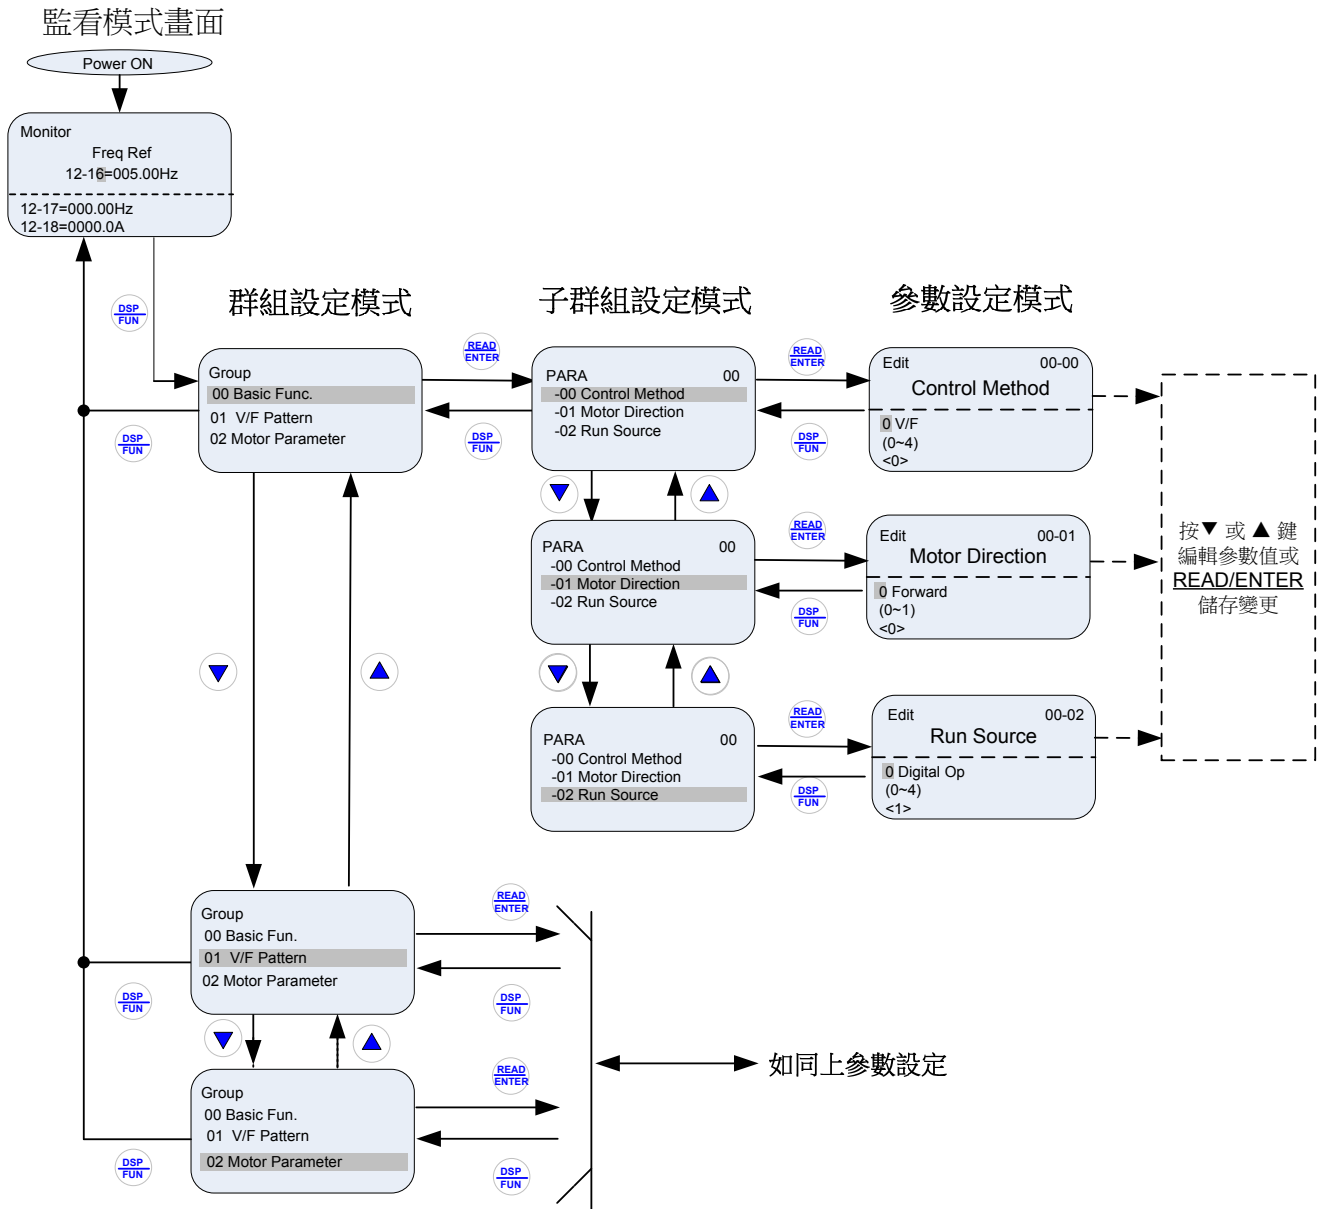 監看模式畫面
Power ON
Monitor
Freq Ref
12-16=005.00Hz
12-17=000.00Hz
12-18=0000.0A
DSP
FUN
群組設定模式
子群組設定模式
參數設定模式
Group
00 Basic Func.
01 V/F Pattern
02 Motor Parameter
DSP
FUN
READ
ENTER
DSP
FUN
PARA 00
-00 Control Method
-01 Motor Direction
-02 Run Source
READ
ENTER
DSP
FUN
Edit 00-00
Control Method
0 V/F
(0~4)
<0>
▼
▲
PARA 00
-00 Control Method
-01 Motor Direction
-02 Run Source
READ
ENTER
DSP
FUN
Edit 00-01
Motor Direction
0 Forward
(0~1)
<0>
按▼ 或 ▲ 鍵
編輯參數值或
READ/ENTER
儲存變更
▼
▲
▼
▲
PARA 00
-00 Control Method
-01 Motor Direction
-02 Run Source
READ
ENTER
DSP
FUN
Edit 00-02
Run Source
0 Digital Op
(0~4)
<1>
Group
00 Basic Fun.
01 V/F Pattern
02 Motor Parameter
READ
ENTER
DSP
FUN
DSP
FUN
▼
▲
Group
00 Basic Fun.
01 V/F Pattern
02 Motor Parameter
READ
ENTER
DSP
FUN
DSP
FUN
如同上參數設定